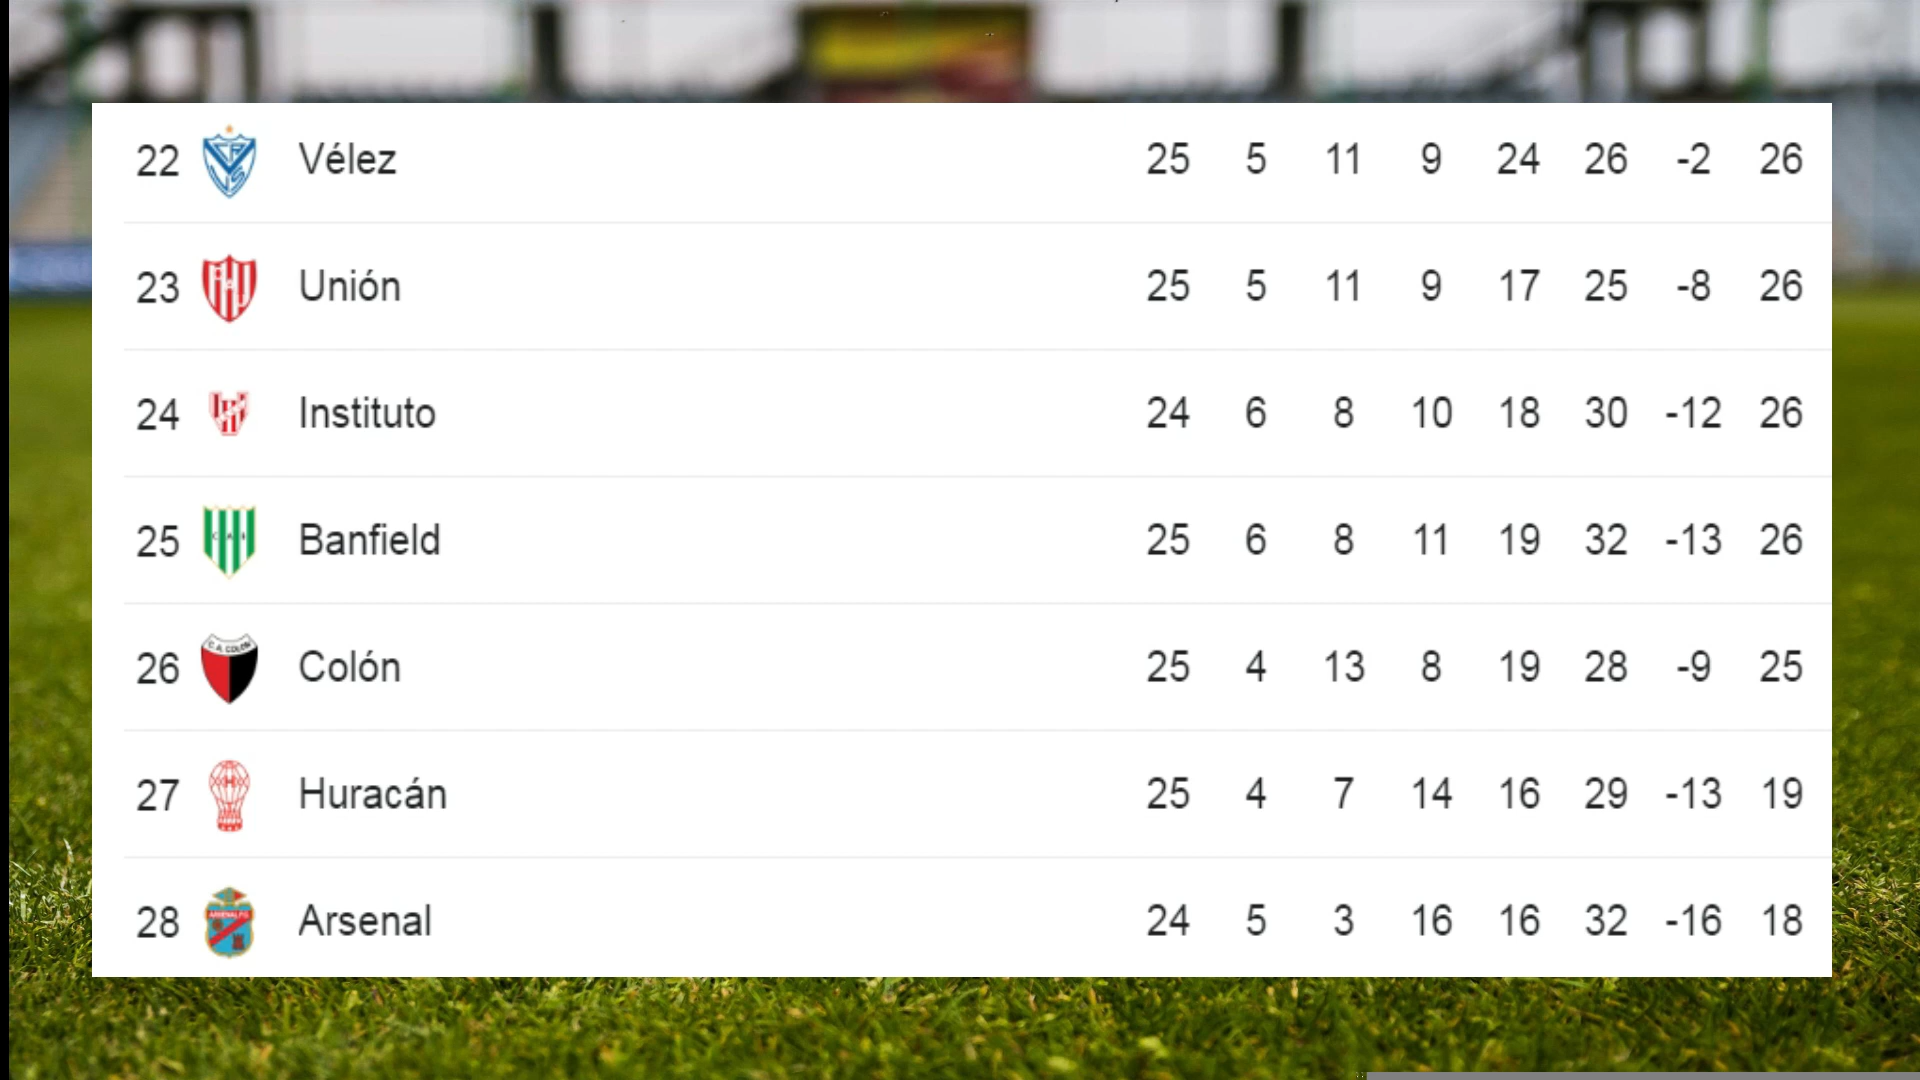 22 Vélez 25 5 11 9 24 26 -2 26
23 Unión 25 5 11 9 17 25 -8 26
24 Instituto 24 6 8 10 18 30 -12 26
25 Banfield 25 6 8 11 19 32 -13 26
C. A. COLON
26 Colón 25 4 13 8 19 28 -9 25
27 Huracán 25 4 7 14 16 29 -13 19
ARSENAL F.C.
28 Arsenal 24 5 3 16 16 32 -16 18